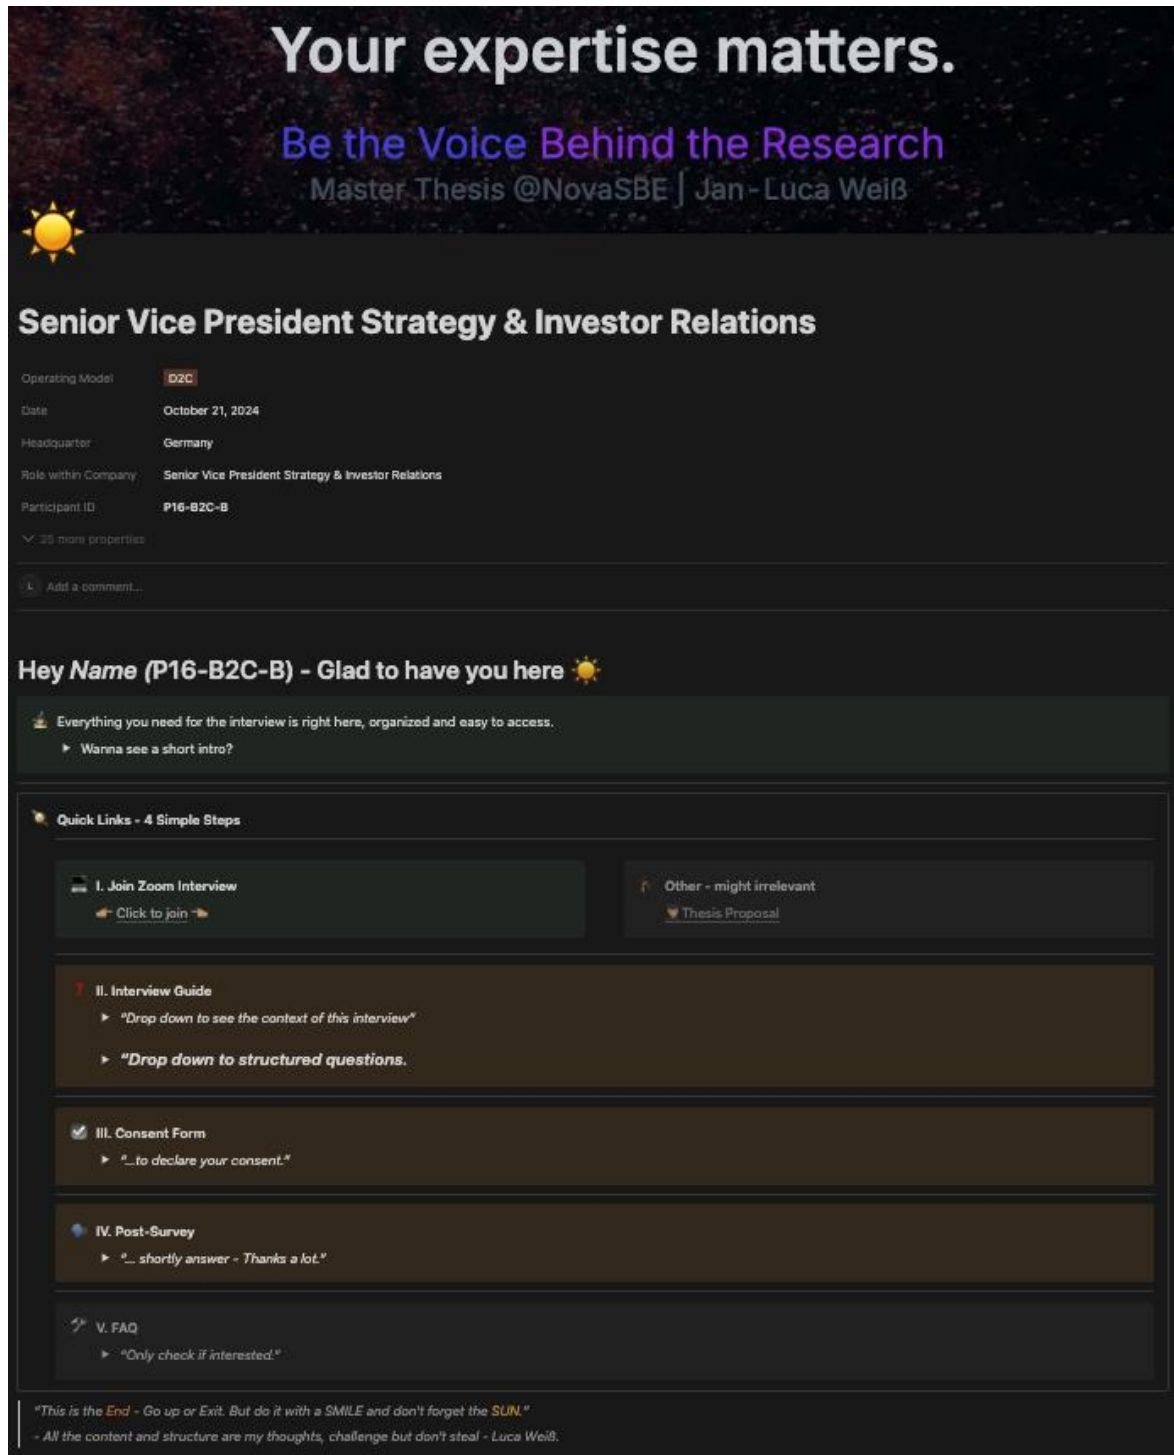 Your expertise matters.
Be the Voice Behind the Research
Master Thesis @NovaSBE | Jan-Luca Weiß
Senior Vice President Strategy & Investor Relations
Operating Model D2C
Date October 21, 2024
Headquarter Germany
Role within Company Senior Vice President Strategy & Investor Relations
Participant ID P16-B2C-B
25 more properties
L Add a comment...
Hey Name (P16-B2C-B) - Glad to have you here
Everything you need for the interview is right here, organized and easy to access.
Wanna see a short intro?
Quick Links - 4 Simple Steps
I. Join Zoom Interview
Click to join
Other - might irrelevant
Thesis Proposal
II. Interview Guide
"Drop down to see the context of this interview"
"Drop down to structured questions.
III. Consent Form
"...to declare your consent."
IV. Post-Survey
"... shortly answer - Thanks a lot."
V. FAQ
"Only check if interested."
"This is the End - Go up or Exit. But do it with a SMILE and don't forget the SUN."
- All the content and structure are my thoughts, challenge but don't steal - Luca Weiß.